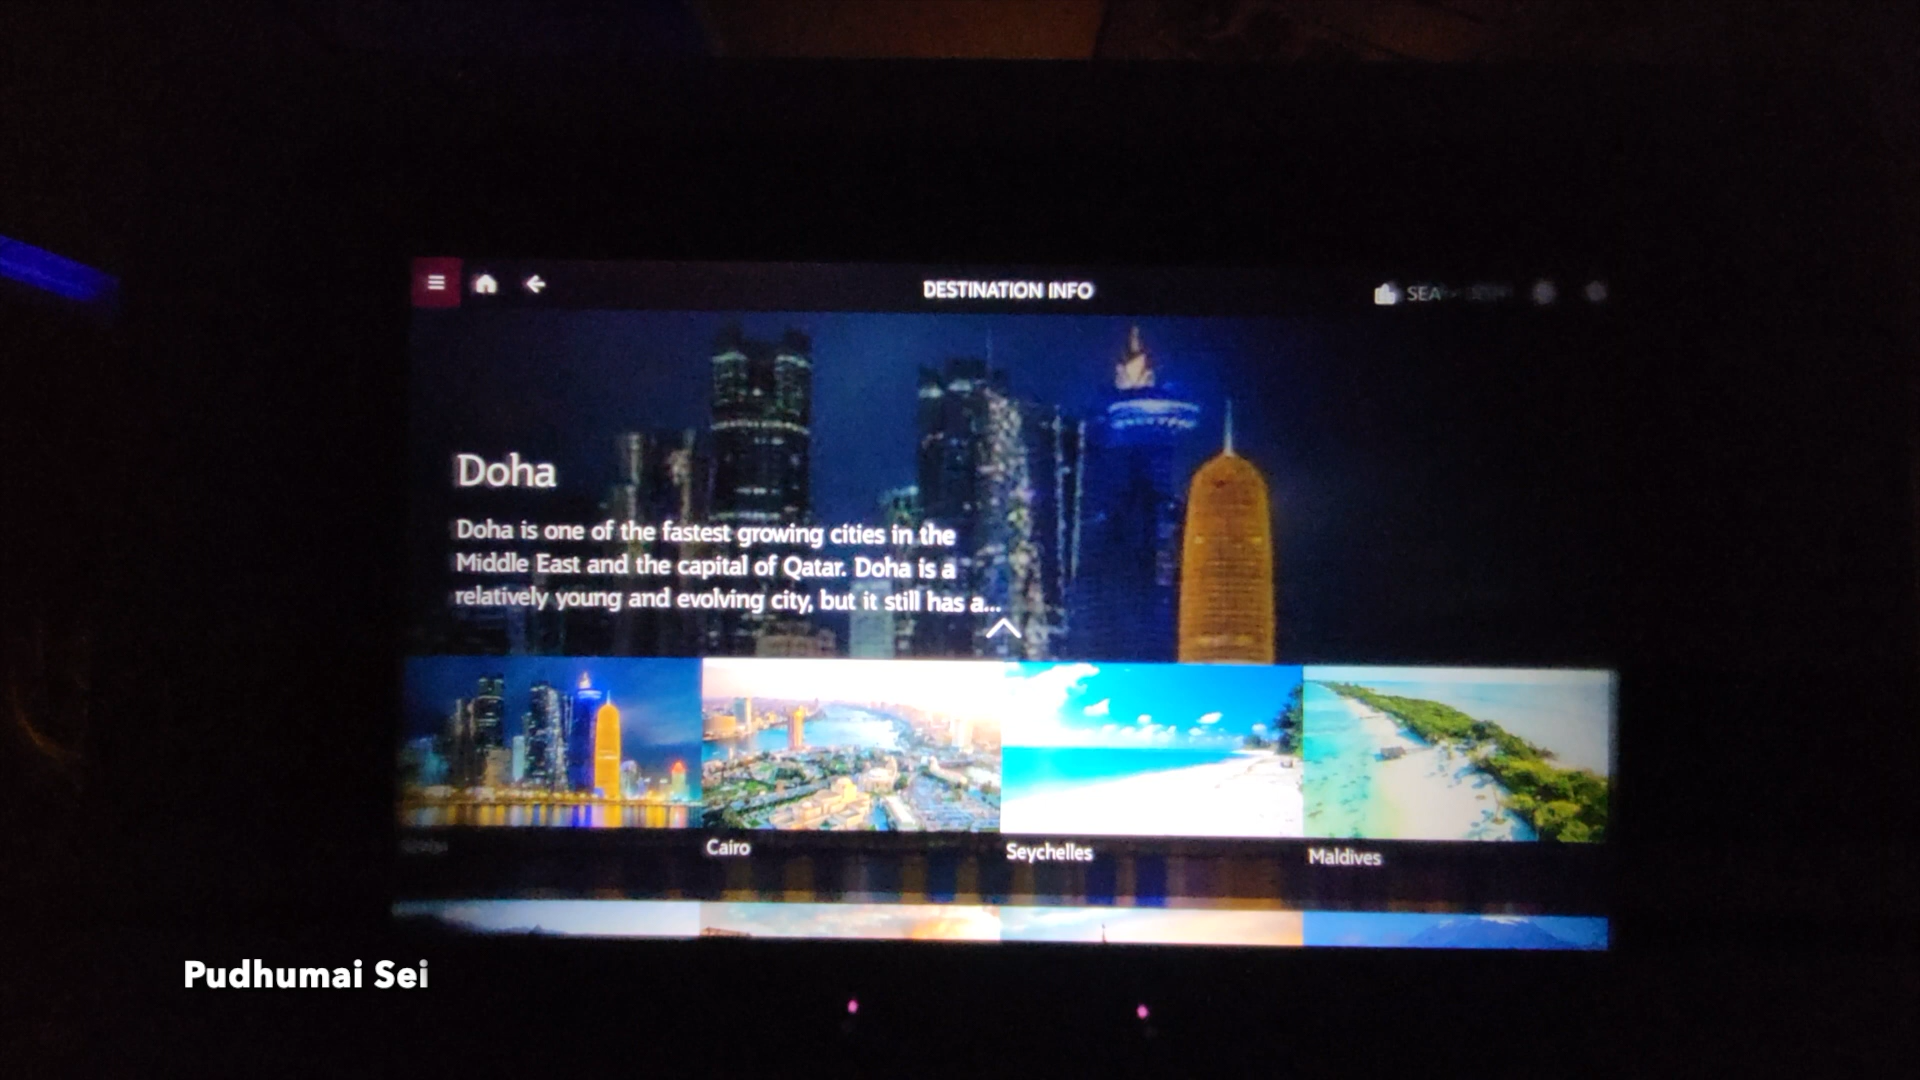 DESTINATION INFO
SEA
Doha
Doha is one of the fastest growing cities in the
Middle East and the capital of Qatar. Doha is a
relatively young and evolving city, but it still has a...
Cairo
Seychelles
Maldives
Pudhumai Sei